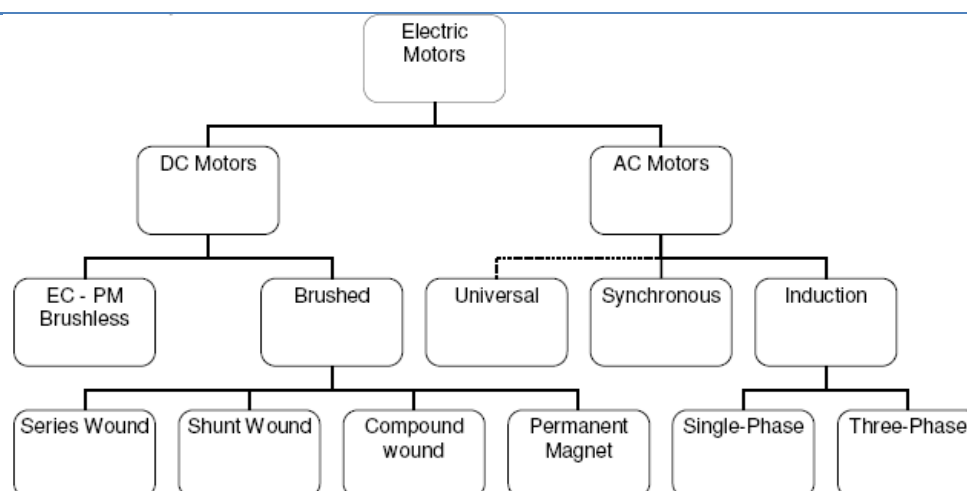 Electric
Motors
DC Motors
AC Motors
EC - PM
Brushless
Brushed
Universal
Synchronous
Induction
Series Wound
Shunt Wound
Compound
wound
Permanent
Magnet
Single-Phase
Three-Phase